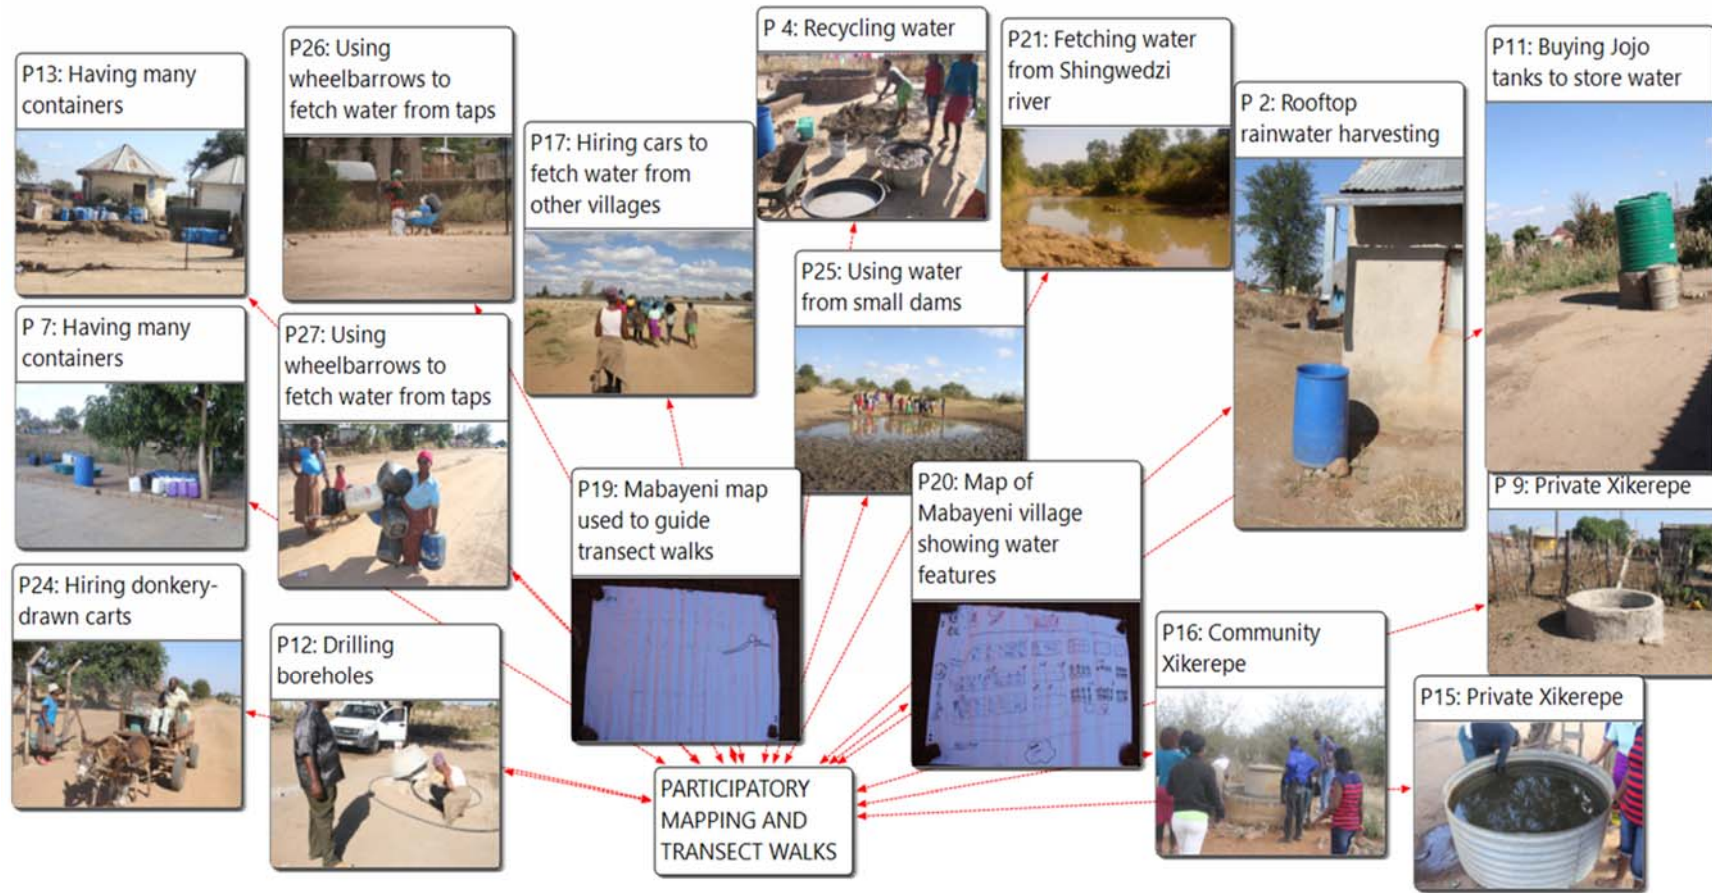 P13: Having many
containers
P26: Using
wheelbarrows to
fetch water from taps
P17: Hiring cars to
fetch water from
other villages
P 4: Recycling water
P21: Fetching water
from Shingwedzi
river
P 2: Rooftop
rainwater harvesting
P11: Buying Jojo
tanks to store water
P 7: Having many
containers
P27: Using
wheelbarrows to
fetch water from taps
P25: Using water
from small dams
P19: Mabayeni map
used to guide
transect walks
P20: Map of
Mabayeni village
showing water
features
P 9: Private Xikerepe
P24: Hiring donkery-
drawn carts
P12: Drilling
boreholes
P16: Community
Xikerepe
P15: Private Xikerepe
PARTICIPATORY
MAPPING AND
TRANSECT WALKS